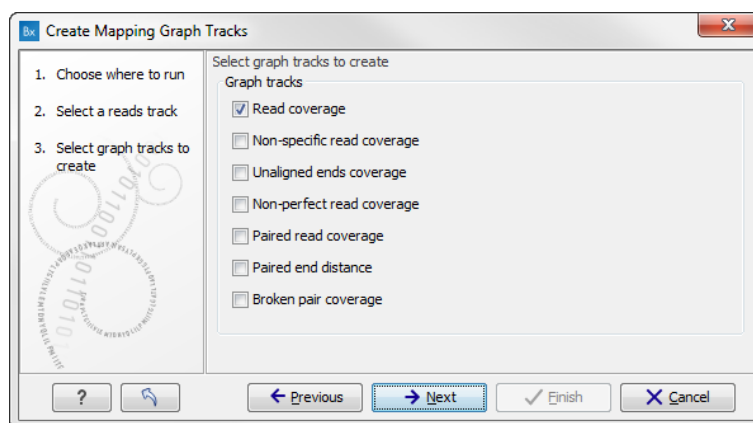 Bx Create Mapping Graph Tracks
X
1. Choose where to run
2. Select a reads track
3. Select graph tracks to
create
Select graph tracks to create
Graph tracks
Read coverage
Non-specific read coverage
Unaligned ends coverage
Non-perfect read coverage
Paired read coverage
Paired end distance
Broken pair coverage
? Previous Next Finish Cancel